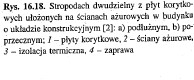 Rys. 16.18. Stropodach dwudzielny z płyt korytko-
wych ułożonych na ścianach ażurowych w budynku
o układzie konstrukcyjnym [2]: a) podłużnym, b) po-
przecznym; 1 – płyty korytkowe, 2 – ściany ażurowe,
3 – izolacja termiczna, 4 – zaprawa